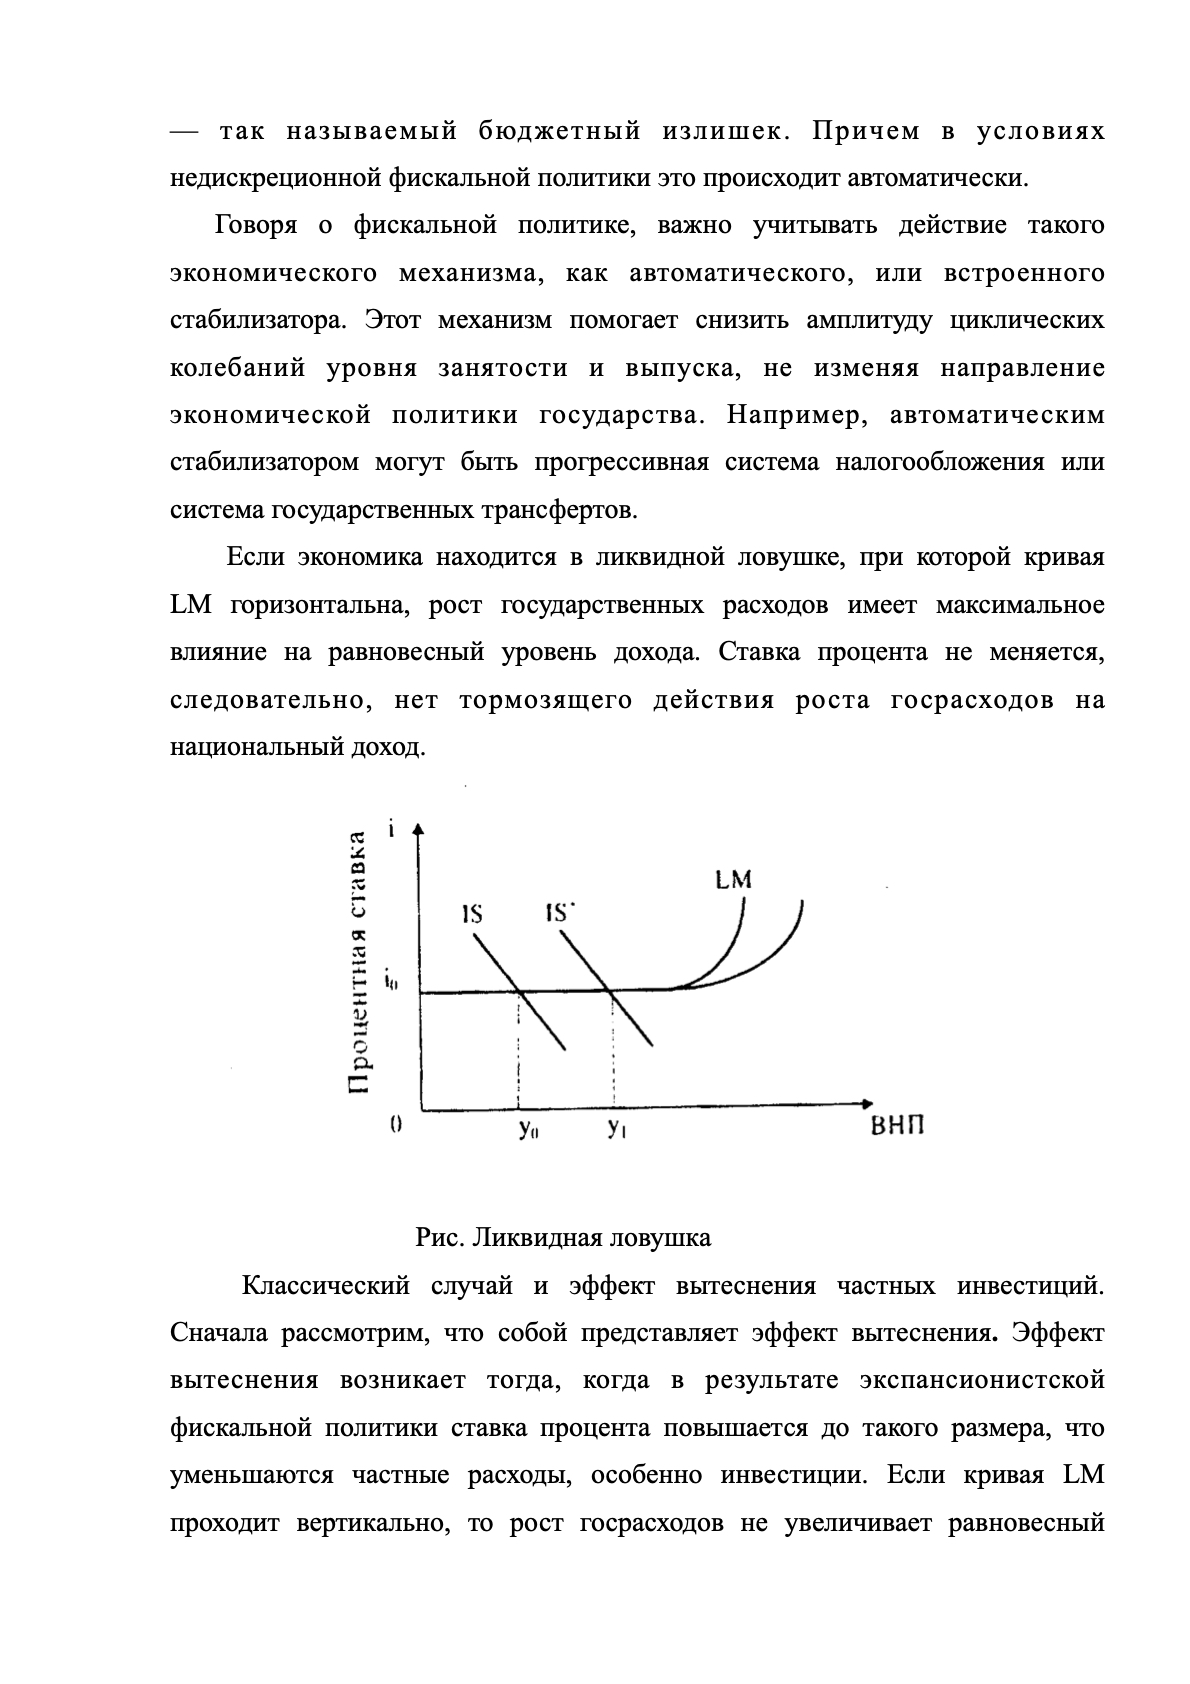 — так называемый бюджетный излишек. Причем в условиях
недискреционной фискальной политики это происходит автоматически.
Говоря о фискальной политике, важно учитывать действие такого
экономического механизма, как автоматического, или встроенного
стабилизатора. Этот механизм помогает снизить амплитуду циклических
колебаний уровня занятости и выпуска, не изменяя направление
экономической политики государства. Например, автоматическим
стабилизатором могут быть прогрессивная система налогообложения или
система государственных трансфертов.
Если экономика находится в ликвидной ловушке, при которой кривая
LM горизонтальна, рост государственных расходов имеет максимальное
влияние на равновесный уровень дохода. Ставка процента не меняется,
следовательно, нет тормозящего действия роста госрасходов на
национальный доход.
Процентная ставка
i
LM
IS
IS'
i₀
0
y₀
y₁
ВНП
Рис. Ликвидная ловушка
Классический случай и эффект вытеснения частных инвестиций.
Сначала рассмотрим, что собой представляет эффект вытеснения. Эффект
вытеснения возникает тогда, когда в результате экспансионистской
фискальной политики ставка процента повышается до такого размера, что
уменьшаются частные расходы, особенно инвестиции. Если кривая LM
проходит вертикально, то рост госрасходов не увеличивает равновесный